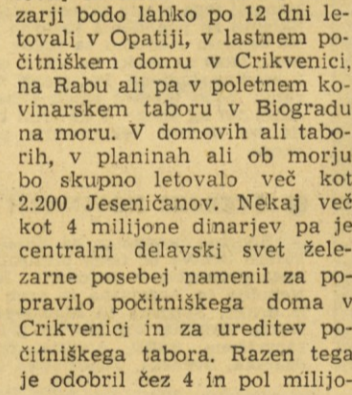 zarji bodo lahko po 12 dni le-
tovali v Opatiji, v lastnem po-
čitniškem domu v Crikvenici,
na Rabu ali pa v poletnem ko-
vinarskem taboru v Biogradu
na moru. V domovih ali tabo-
rih, v planinah ali ob morju
bo skupno letovalo več kot
2.200 Jeseničanov. Nekaj več
kot 4 milijone dinarjev pa je
centralni delavski svet žele-
zarne posebej namenil za po-
pravilo počitniškega doma v
Crikvenici in za ureditev po-
čitniškega tabora. Razen tega
je odobril čez 4 in pol milijo-